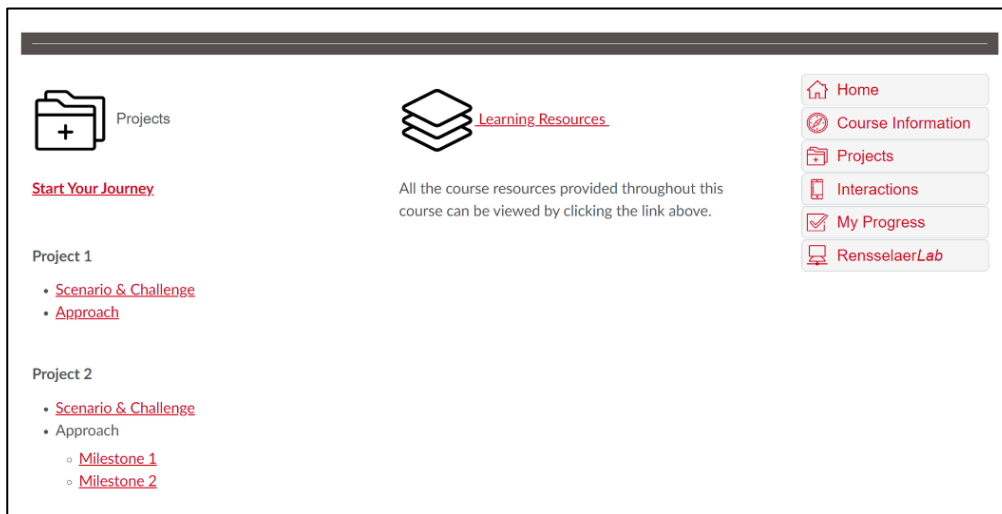 Projects
Start Your Journey
Project 1
Scenario & Challenge
Approach
Project 2
Scenario & Challenge
Approach
Milestone 1
Milestone 2
Learning Resources
All the course resources provided throughout this
course can be viewed by clicking the link above.
Home
Course Information
Projects
Interactions
My Progress
RensselaerLab